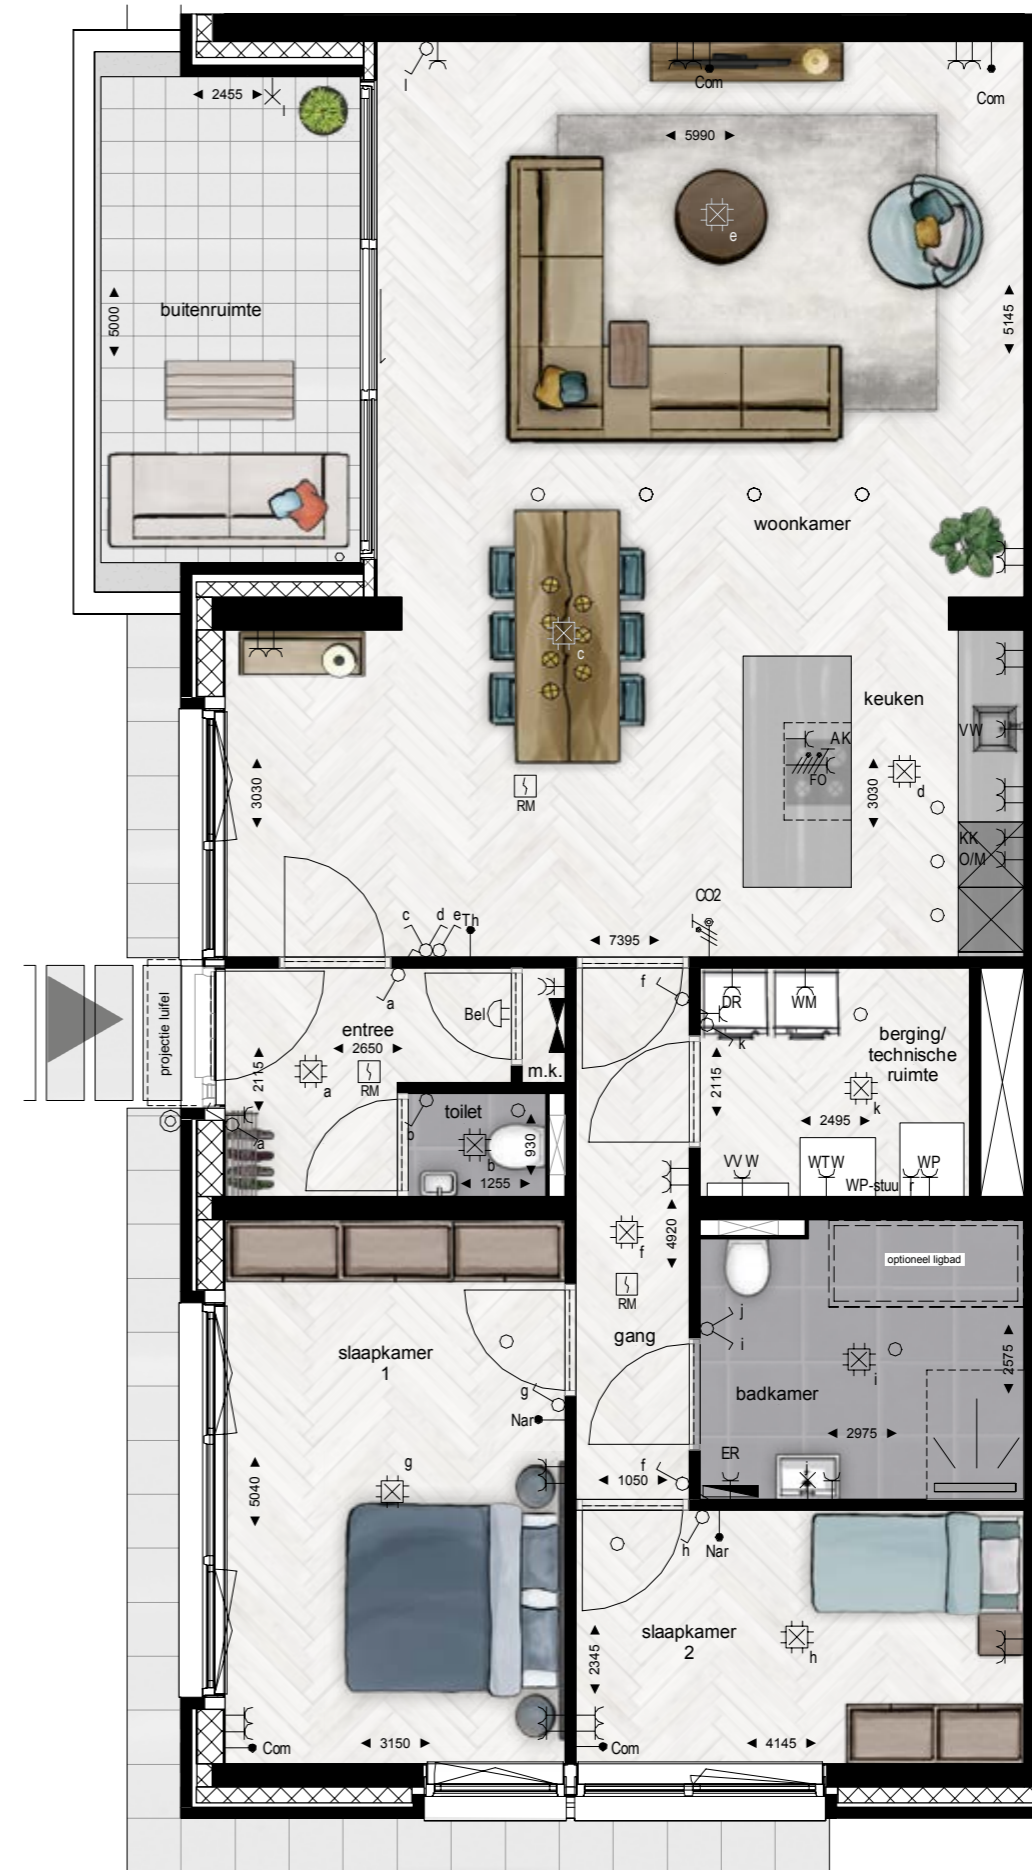 l
Com
Com
2455
l
5990
e
buitenruimte
5000
5145
woonkamer
c
keuken
VW
AK
FO
d
3030
3030
RM
KK
O/M
CO2
c
d
e
Th
7395
projectie luifel
a
Bel
f
DR
WM
entree
2650
berging/
technische
ruimte
k
m.k.
2115
a
RM
2115
k
toilet
b
2495
930
b
a
1255
VVW
WTW
WP
WP-stuur
4920
f
optioneel ligbad
RM
gang
j
i
slaapkamer
1
i
2575
g
badkamer
Nar
2975
ER
j
g
f
1050
5040
h
Nar
slaapkamer
2
h
2345
Com
3150
Com
4145